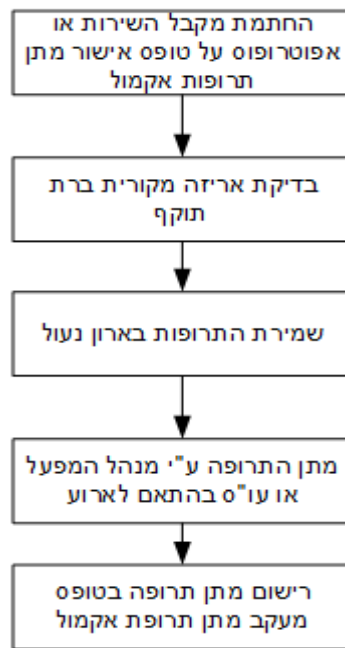 החתמת מקבל השירות או
אפוטרופוס על טופס אישור מתן
תרופות אקמול
בדיקת אריזה מקורית ברת
תוקף
שמירת התרופות בארון נעול
מתן התרופה ע"י מנהל המפעל
או עו"ס בהתאם לארוע
רישום מתן תרופה בטופס
מעקב מתן תרופת אקמול